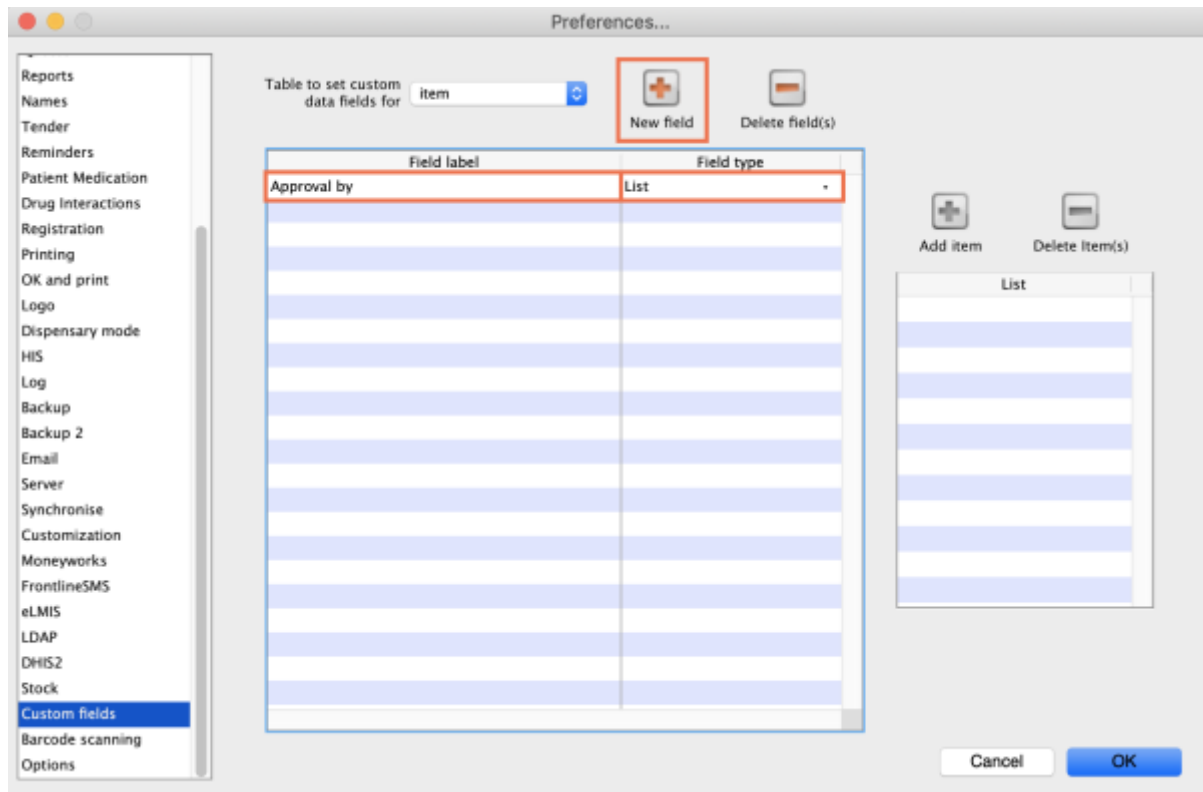 Preferences...
Reports
Names
Tender
Reminders
Patient Medication
Drug Interactions
Registration
Printing
OK and print
Logo
Dispensary mode
HIS
Log
Backup
Backup 2
Email
Server
Synchronise
Customization
Moneyworks
FrontlineSMS
eLMIS
LDAP
DHIS2
Stock
Custom fields
Barcode scanning
Options
Table to set custom
data fields for
item
New field
Delete field(s)
Field label
Field type
Approval by
List
Add item
Delete Item(s)
List
Cancel
OK